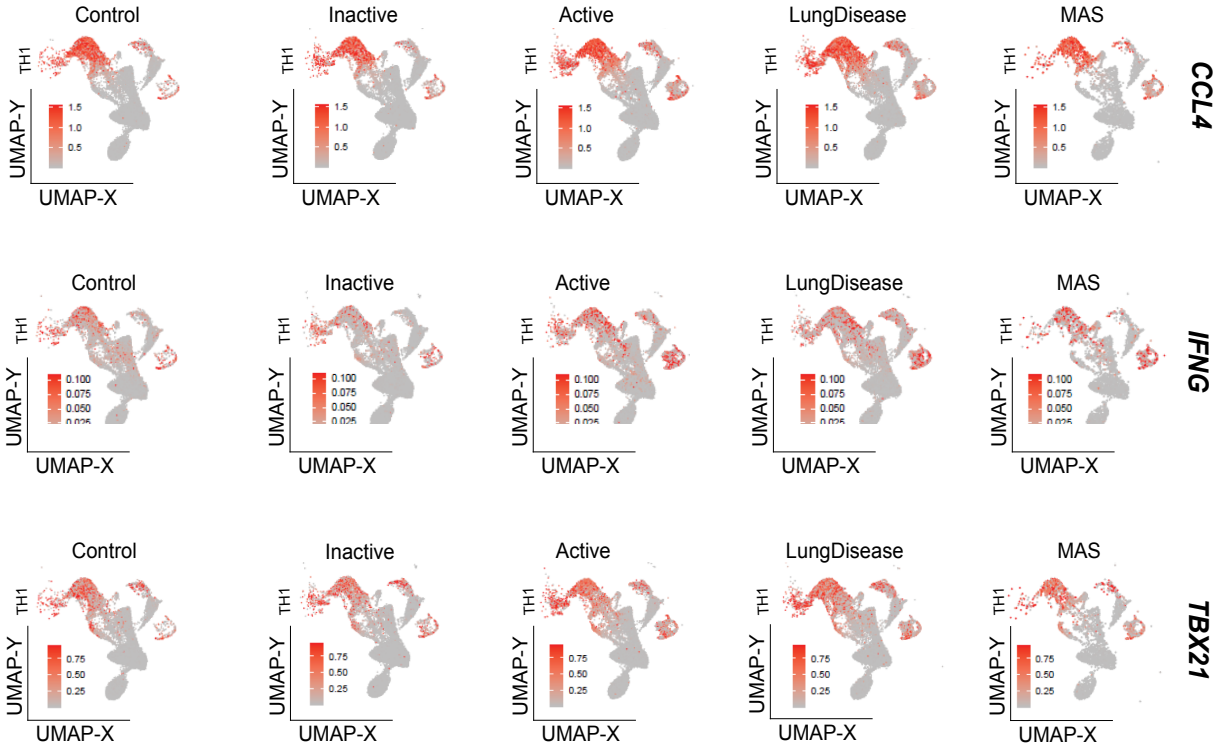 Control Inactive Active LungDisease MAS
TH1 TH1 TH1 TH1 TH1
CCL4
1.5 1.5 1.5 1.5 1.5
1.0 1.0 1.0 1.0 1.0
0.5 0.5 0.5 0.5 0.5
UMAP-Y UMAP-Y UMAP-Y UMAP-Y UMAP-Y
UMAP-X UMAP-X UMAP-X UMAP-X UMAP-X
Control Inactive Active LungDisease MAS
TH1 TH1 TH1 TH1 TH1
IFNG
0.100 0.100 0.100 0.100 0.100
0.075 0.075 0.075 0.075 0.075
0.050 0.050 0.050 0.050 0.050
0.025 0.025 0.025 0.025 0.025
UMAP-Y UMAP-Y UMAP-Y UMAP-Y UMAP-Y
UMAP-X UMAP-X UMAP-X UMAP-X UMAP-X
Control Inactive Active LungDisease MAS
TH1 TH1 TH1 TH1 TH1
TBX21
0.75 0.75 0.75 0.75 0.75
0.50 0.50 0.50 0.50 0.50
0.25 0.25 0.25 0.25 0.25
UMAP-Y UMAP-Y UMAP-Y UMAP-Y UMAP-Y
UMAP-X UMAP-X UMAP-X UMAP-X UMAP-X